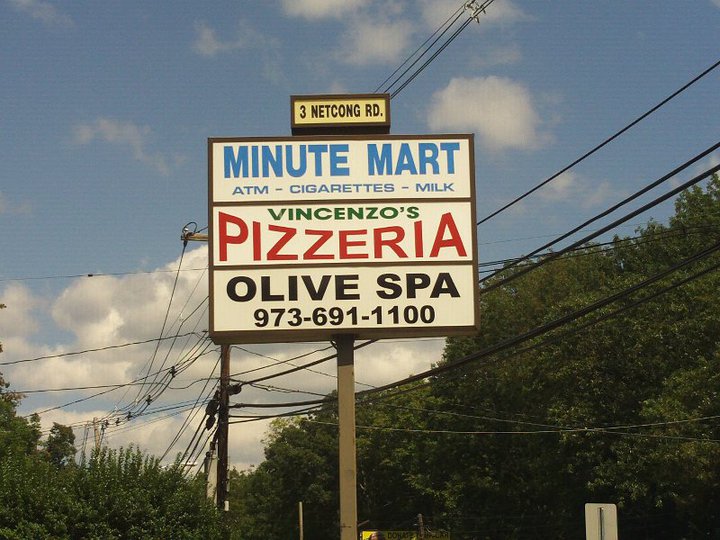 3 NETCONG RD.
MINUTE MART
ATM - CIGARETTES - MILK
VINCENZO'S
PIZZERIA
OLIVE SPA
973-691-1100